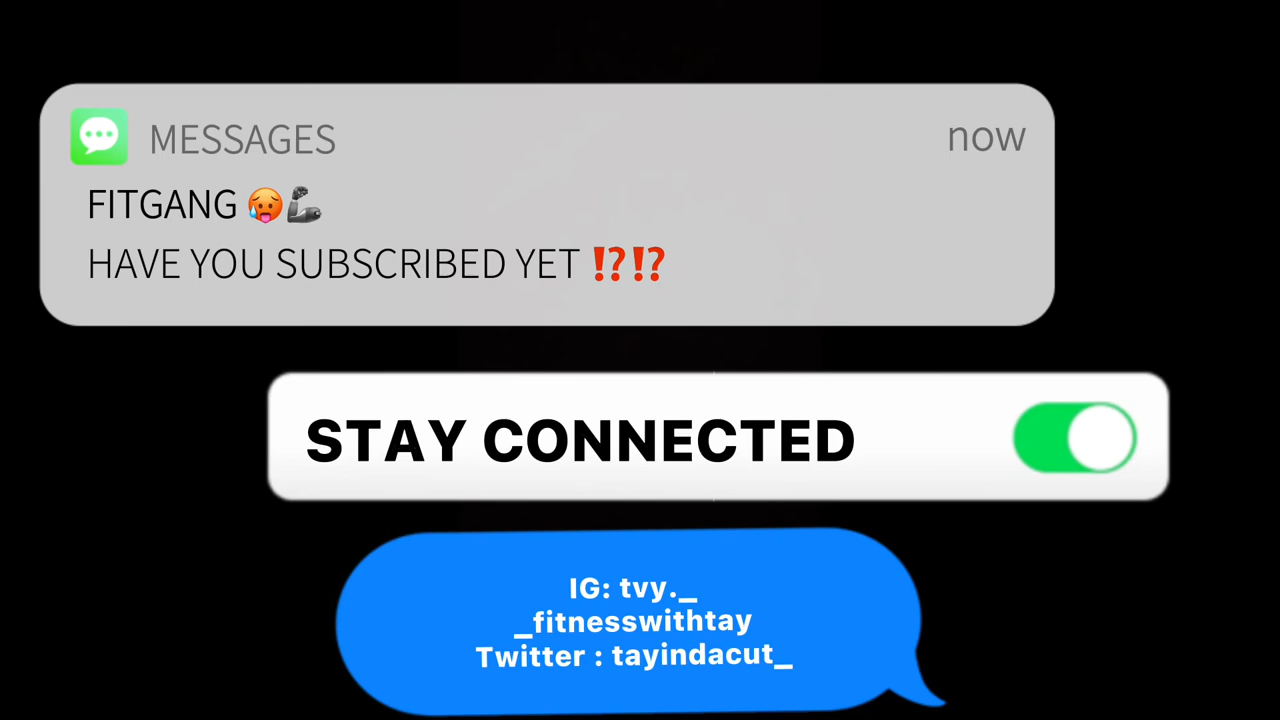 MESSAGES now
FITGANG 🥵🦾
HAVE YOU SUBSCRIBED YET ⁉️⁉️
STAY CONNECTED
IG: tvy._
_fitnesswithtay
Twitter : tayindacut_